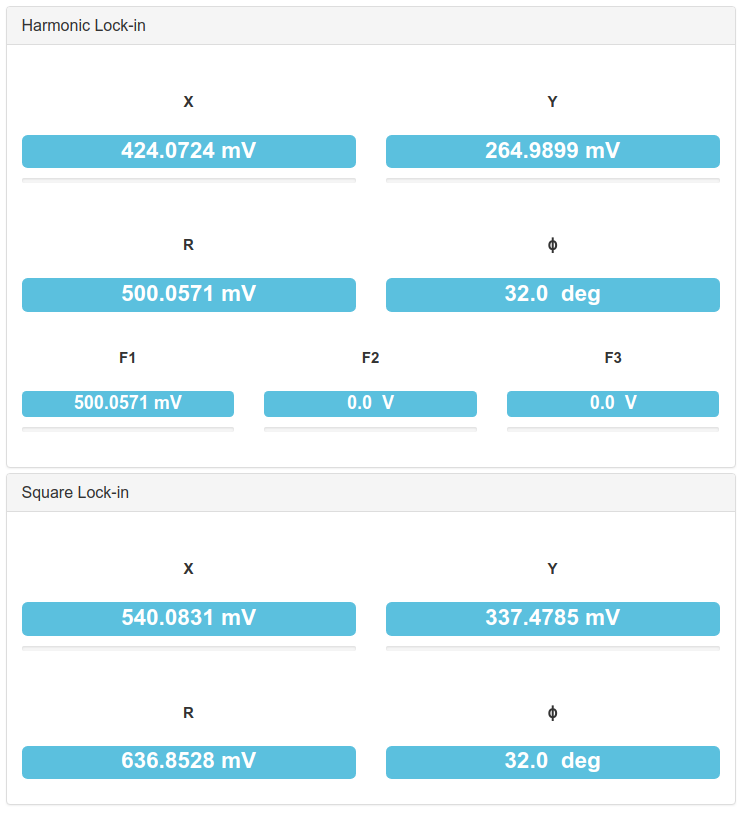 Harmonic Lock-in
X Y
424.0724 mV 264.9899 mV
R ϕ
500.0571 mV 32.0 deg
F1 F2 F3
500.0571 mV 0.0 V 0.0 V
Square Lock-in
X Y
540.0831 mV 337.4785 mV
R ϕ
636.8528 mV 32.0 deg